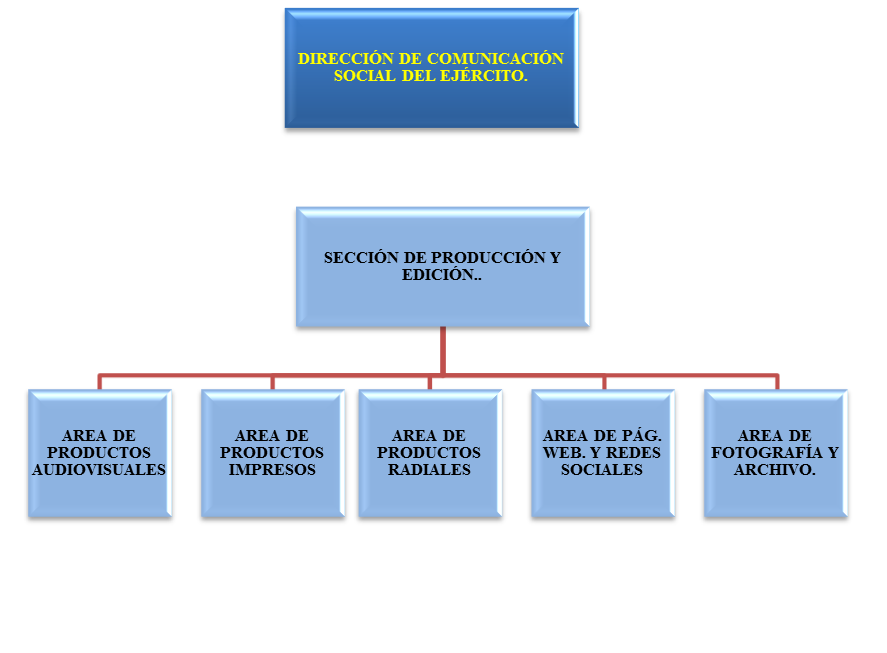 DIRECCIÓN DE COMUNICACIÓN
SOCIAL DEL EJÉRCITO.
SECCIÓN DE PRODUCCIÓN Y
EDICIÓN..
AREA DE
PRODUCTOS
AUDIOVISUALES
AREA DE
PRODUCTOS
IMPRESOS
AREA DE
PRODUCTOS
RADIALES
AREA DE PÁG.
WEB. Y REDES
SOCIALES
AREA DE
FOTOGRAFÍA Y
ARCHIVO.